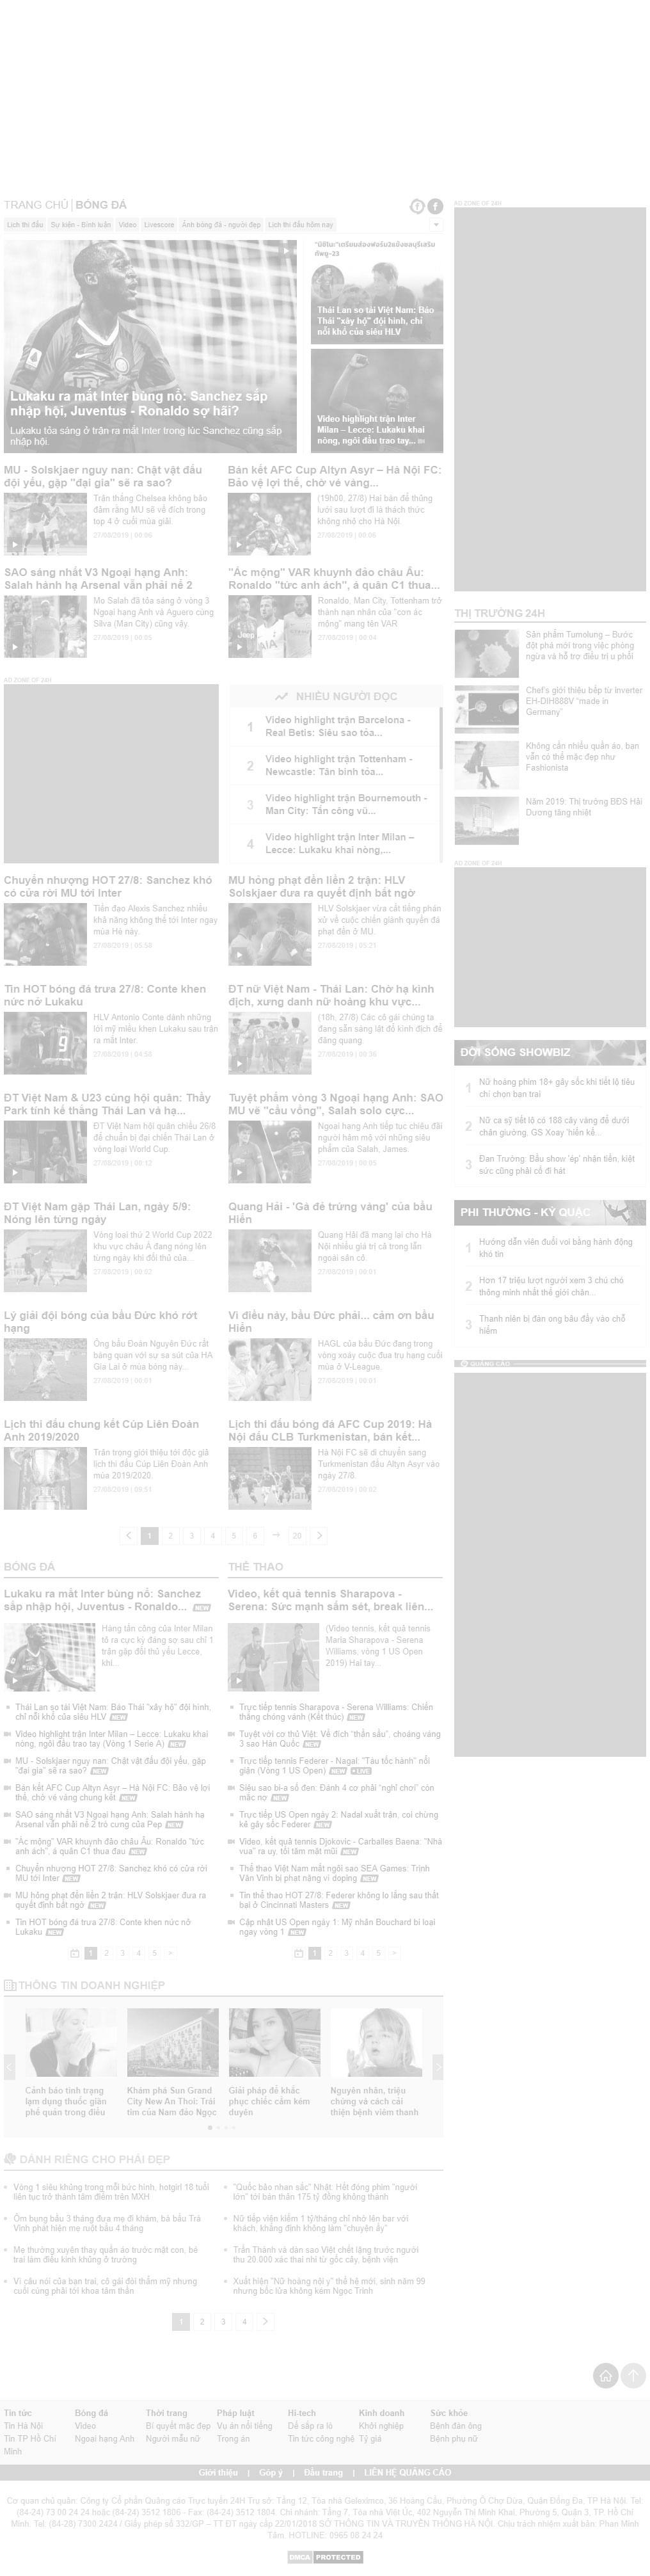 TRANG CHỦ | BÓNG ĐÁ
Lịch thi đấu
Sự kiện - Bình luận
Video
Livescore
Ảnh bóng đá - người đẹp
Lịch thi đấu hôm nay
Lukaku ra mắt Inter bùng nổ: Sanchez sắp
nhập hội, Juventus - Ronaldo sợ hãi?
Lukaku tỏa sáng ở trận ra mắt Inter trong lúc Sanchez cũng sắp
nhập hội.
Thái Lan so tài Việt Nam: Báo
Thái "xây hộ" đội hình, chỉ
nỗi khổ của siêu HLV
Video highlight trận Inter
Milan – Lecce: Lukaku khai
nòng, ngôi đầu trao tay...
MU - Solskjaer nguy nan: Chật vật đấu
đội yếu, gặp "đại gia" sẽ ra sao?
Trận thắng Chelsea không bảo
đảm rằng MU sẽ về đích trong
top 4 ở cuối mùa giải.
27/08/2019 | 00:00
Bán kết AFC Cup Altyn Asyr – Hà Nội FC:
Bảo vệ lợi thế, chờ vé vàng...
(19h00, 27/8) Hai bàn để thủng
lưới sau lượt đi là thách thức
không nhỏ cho Hà Nội.
27/08/2019 | 00:00
SAO sáng nhất V3 Ngoại hạng Anh:
Salah hành hạ Arsenal vẫn phải nể 2
Mo Salah đã tỏa sáng ở vòng 3
Ngoại hạng Anh và Aguero cùng
Silva (Man City) cũng vậy.
27/08/2019 | 00:05
"Ác mộng" VAR khuynh đảo châu Âu:
Ronaldo "tức anh ách", á quân C1 thua...
Ronaldo, Man City, Tottenham trở
thành nạn nhân của "cơn ác
mộng" mang tên VAR
27/08/2019 | 00:04
AD ZONE OF 24H
NHIỀU NGƯỜI ĐỌC
1
Video highlight trận Barcelona -
Real Betis: Siêu sao tỏa...
2
Video highlight trận Tottenham -
Newcastle: Tân binh tỏa...
3
Video highlight trận Bournemouth -
Man City: Tấn công vũ...
4
Video highlight trận Inter Milan –
Lecce: Lukaku khai nòng,...
Chuyển nhượng HOT 27/8: Sanchez khó
có cửa rời MU tới Inter
Tiền đạo Alexis Sanchez nhiều
khả năng không thể tới Inter ngay
mùa Hè này.
27/08/2019 | 05:58
MU hỏng phạt đền liền 2 trận: HLV
Solskjaer đưa ra quyết định bất ngờ
HLV Solskjaer vừa cất tiếng phán
xử về cuộc chiến giành quyền đá
phạt đền ở MU.
27/08/2019 | 05:21
Tin HOT bóng đá trưa 27/8: Conte khen
nức nở Lukaku
HLV Antonio Conte dành những
lời mỹ miều khen Lukaku sau trận
ra mắt Inter.
27/08/2019 | 04:58
ĐT nữ Việt Nam - Thái Lan: Chờ hạ kình
địch, xưng danh nữ hoàng khu vực...
(18h, 27/8) Các cô gái chúng ta
đang sẵn sàng lật đổ kình địch để
đăng quang.
27/08/2019 | 00:30
ĐT Việt Nam & U23 cùng hội quân: Thầy
Park tính kế thắng Thái Lan và hạ...
ĐT Việt Nam hội quân chiều 26/8
để chuẩn bị đại chiến Thái Lan ở
vòng loại World Cup.
27/08/2019 | 00:12
Tuyệt phẩm vòng 3 Ngoại hạng Anh: SAO
MU vẽ "cầu vồng", Salah solo cực...
Ngoại hạng Anh tiếp tục chiêu đãi
người hâm mộ với những siêu
phẩm của Salah, James.
27/08/2019 | 00:05
ĐT Việt Nam gặp Thái Lan, ngày 5/9:
Nóng lên từng ngày
Vòng loại thứ 2 World Cup 2022
khu vực châu Á đang nóng lên
từng ngày khi đối thủ của...
27/08/2019 | 00:02
Quang Hải - 'Gà đẻ trứng vàng' của bầu
Hiển
Quang Hải đã mang lại cho Hà
Nội nhiều giá trị cả trong lẫn
ngoài sân cỏ.
27/08/2019 | 00:01
Lý giải đội bóng của bầu Đức khó rớt
hạng
Ông bầu Đoàn Nguyên Đức rất
bàng quan với sự sa sút của HA
Gia Lai ở mùa bóng này...
27/08/2019 | 00:01
Vì điều này, bầu Đức phải... cảm ơn bầu
Hiển
HAGL của bầu Đức đang trong
vòng xoáy cuộc đua trụ hạng cuối
mùa ở V-League.
27/08/2019 | 00:01
Lịch thi đấu chung kết Cúp Liên Đoàn
Anh 2019/2020
Trân trọng giới thiệu tới độc giả
lịch thi đấu Cúp Liên Đoàn Anh
mùa 2019/2020.
27/08/2019 | 09:51
Lịch thi đấu bóng đá AFC Cup 2019: Hà
Nội đấu CLB Turkmenistan, bán kết...
Hà Nội FC sẽ di chuyển sang
Turkmenistan đấu Altyn Asyr vào
ngày 27/8.
27/08/2019 | 09:02
1 2 3 4 5 6 20
BÓNG ĐÁ
Lukaku ra mắt Inter bùng nổ: Sanchez
sắp nhập hội, Juventus - Ronaldo... NEW
Hàng tấn công của Inter Milan
tỏ ra cực kỳ đáng sợ sau chỉ 1
trận gặp đối thủ yếu Lecce,
khi...
Thái Lan so tài Việt Nam: Báo Thái "xây hộ" đội hình,
chỉ nỗi khổ của siêu HLV NEW
Video highlight trận Inter Milan – Lecce: Lukaku khai
nòng, ngôi đầu trao tay (Vòng 1 Serie A) NEW
MU - Solskjaer nguy nan: Chật vật đấu đội yếu, gặp
"đại gia" sẽ ra sao? NEW
Bán kết AFC Cup Altyn Asyr – Hà Nội FC: Bảo vệ lợi
thế, chờ vé vàng chung kết NEW
SAO sáng nhất V3 Ngoại hạng Anh: Salah hành hạ
Arsenal vẫn phải nể 2 trò cưng của Pep NEW
"Ác mộng" VAR khuynh đảo châu Âu: Ronaldo "tức
anh ách", á quân C1 thua đau NEW
Chuyển nhượng HOT 27/8: Sanchez khó có cửa rời
MU tới Inter NEW
MU hỏng phạt đền liền 2 trận: HLV Solskjaer đưa ra
quyết định bất ngờ NEW
Tin HOT bóng đá trưa 27/8: Conte khen nức nở
Lukaku NEW
1 2 3 4 5 >
THỂ THAO
Video, kết quả tennis Sharapova -
Serena: Sức mạnh sấm sét, break liên...
(Video tennis, kết quả tennis
Maria Sharapova - Serena
Williams, vòng 1 US Open
2019) Hai tay...
Trực tiếp tennis Sharapova - Serena Williams: Chiến
thắng chóng vánh (Kết thúc) NEW
Tuyệt vời cơ thủ Việt: Về đích "thần sầu", choáng váng
3 sao Hàn Quốc NEW
Trực tiếp tennis Federer - Nagal: "Tàu tốc hành" nổi
giận (Vòng 1 US Open) NEW LIVE
Siêu sao bi-a số đen: Đánh 4 cơ phải "nghỉ chơi" còn
mắc nợ NEW
Trực tiếp US Open ngày 2: Nadal xuất trận, coi chừng
kẻ gây sốc Federer NEW
Video, kết quả tennis Djokovic - Carballes Baena: "Nhà
vua" ra uy, tối tăm mặt mũi NEW
Thể thao Việt Nam mất ngôi sao SEA Games: Trịnh
Văn Vinh bị phạt nặng vì doping NEW
Tin thể thao HOT 27/8: Federer không lo lắng sau thất
bại ở Cincinnati Masters NEW
Cập nhật US Open ngày 1: Mỹ nhân Bouchard bị loại
ngay vòng 1 NEW
1 2 3 4 5 >
THÔNG TIN DOANH NGHIỆP
Cảnh báo tình trạng
lạm dụng thuốc giãn
phế quản trong điều
Khám phá Sun Grand
City New An Thoi: Trái
tim của Nam đảo Ngọc
Giải pháp để khắc
phục chiếc cằm kém
duyên
Nguyên nhân, triệu
chứng và cách cải
thiện bệnh viêm thanh
DÀNH RIÊNG CHO PHÁI ĐẸP
Vòng 1 siêu khủng trong mỗi bức hình, hotgirl 18 tuổi
liên tục trở thành tâm điểm trên MXH
"Quốc bảo nhan sắc" Nhật: Hết đóng phim "người
lớn" tới bán thân 175 tỷ đồng không thành
Ôm bụng bầu 3 tháng đưa mẹ đi khám, bà bầu Trà
Vinh phát hiện mẹ ruột bầu 4 tháng
Nữ tiếp viên kiếm 1 tỷ/tháng chỉ nhờ lên bar với
khách, khẳng định không làm "chuyện ấy"
Mẹ thường xuyên thay quần áo trước mặt con, bé
trai làm điều kinh khủng ở trường
Trấn Thành và dàn sao Việt chết lặng trước người
thu 20.000 xác thai nhi từ gốc cây, bệnh viện
Vì câu nói của bạn trai, cô gái đòi thẩm mỹ nhưng
cuối cùng phải tới khoa tâm thần
Xuất hiện "Nữ hoàng nội y" thế hệ mới, sinh năm 99
nhưng bốc lửa không kém Ngọc Trinh
1 2 3 4
AD ZONE OF 24H
THỊ TRƯỜNG 24H
Sản phẩm Tumolung – Bước
đột phá mới trong việc phòng
ngừa và hỗ trợ điều trị u phổi
Chef's giới thiệu bếp từ inverter
EH-DIH888V "made in
Germany"
Không cần nhiều quần áo, bạn
vẫn có thể mặc đẹp như
Fashionista
Năm 2019: Thị trường BĐS Hải
Dương tăng nhiệt
AD ZONE OF 24H
ĐỜI SỐNG SHOWBIZ
1
Nữ hoàng phim 18+ gây sốc khi tiết lộ tiêu
chí chọn bạn trai
2
Nữ ca sỹ tiết lộ có 188 cây vàng để dưới
chân giường, GS Xoay 'hiến kế...
3
Đan Trường: Bầu show 'ép' nhận tiền, kiệt
sức cũng phải cố đi hát
PHI THƯỜNG - KỲ QUẶC
1
Hướng dẫn viên đuổi voi bằng hành động
khó tin
2
Hơn 17 triệu lượt người xem 3 chú chó
thông minh nhất thế giới chăn...
3
Thanh niên bị đàn ong bâu đầy vào chỗ
hiểm
QUẢNG CÁO
Tin tức
Tin Hà Nội
Tin TP Hồ Chí
Minh
Bóng đá
Video
Ngoại hạng Anh
Thời trang
Bí quyết mặc đẹp
Người mẫu nữ
Pháp luật
Vụ án nổi tiếng
Trọng án
Hi-tech
Dế sắp ra lò
Tin tức công nghệ
Kinh doanh
Khởi nghiệp
Tỷ giá
Sức khỏe
Bệnh đàn ông
Bệnh phụ nữ
Giới thiệu | Góp ý | Đầu trang | LIÊN HỆ QUẢNG CÁO
Cơ quan chủ quản: Công ty Cổ phần Quảng cáo Trực tuyến 24H Trụ sở: Tầng 12, Tòa nhà Geleximco, 36 Hoàng Cầu, Phường Ô Chợ Dừa, Quận Đống Đa, TP Hà Nội. Tel:
(84-24) 73 00 24 24 hoặc (84-24) 3512 1806 - Fax: (84-24) 3512 1804. Chi nhánh: Tầng 7, Tòa nhà Việt Úc, 402 Nguyễn Thị Minh Khai, Phường 5, Quận 3, TP. Hồ Chí
Minh. Tel: (84-28) 7300 2424 / Giấy phép số 332/GP – TT ĐT ngày cấp 22/01/2018 SỞ THÔNG TIN VÀ TRUYỀN THÔNG HÀ NỘI. Chịu trách nhiệm xuất bản: Phan Minh
Tâm. HOTLINE: 0965 00 24 24
DMCA PROTECTED